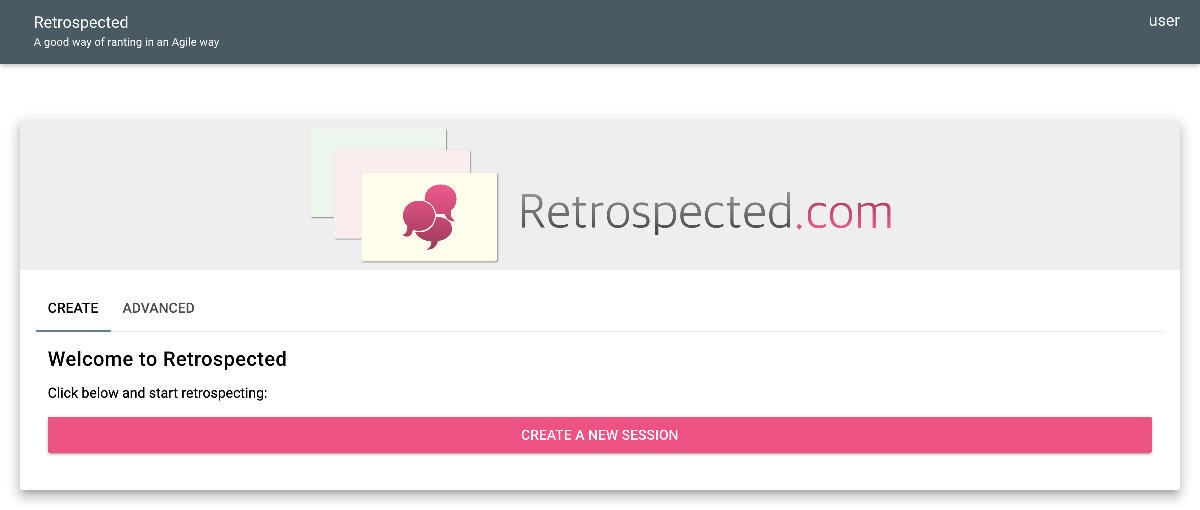 Retrospected
user
A good way of ranting in an Agile way
Retrospected.com
CREATE ADVANCED
Welcome to Retrospected
Click below and start retrospecting:
CREATE A NEW SESSION